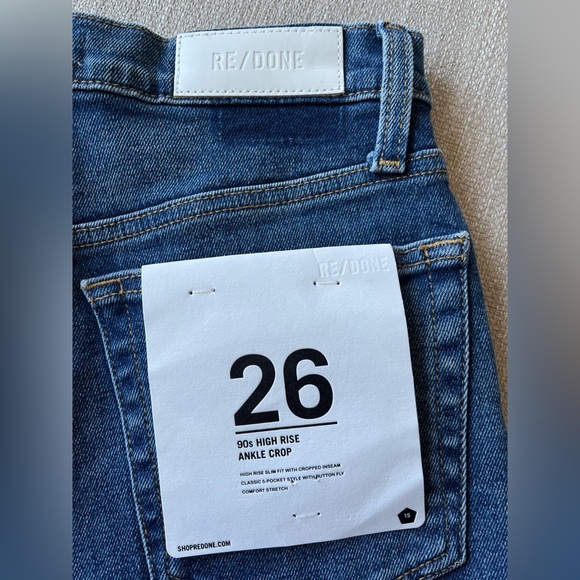 RE/DONE
RE/DONE
26
90s HIGH RISE
ANKLE CROP
HIGH RISE SLIM FIT WITH CROPPED INSEAM
CLASSIC 5-POCKET STYLE WITH BUTTON FLY
COMFORT STRETCH
15
SHOPREDONE.COM